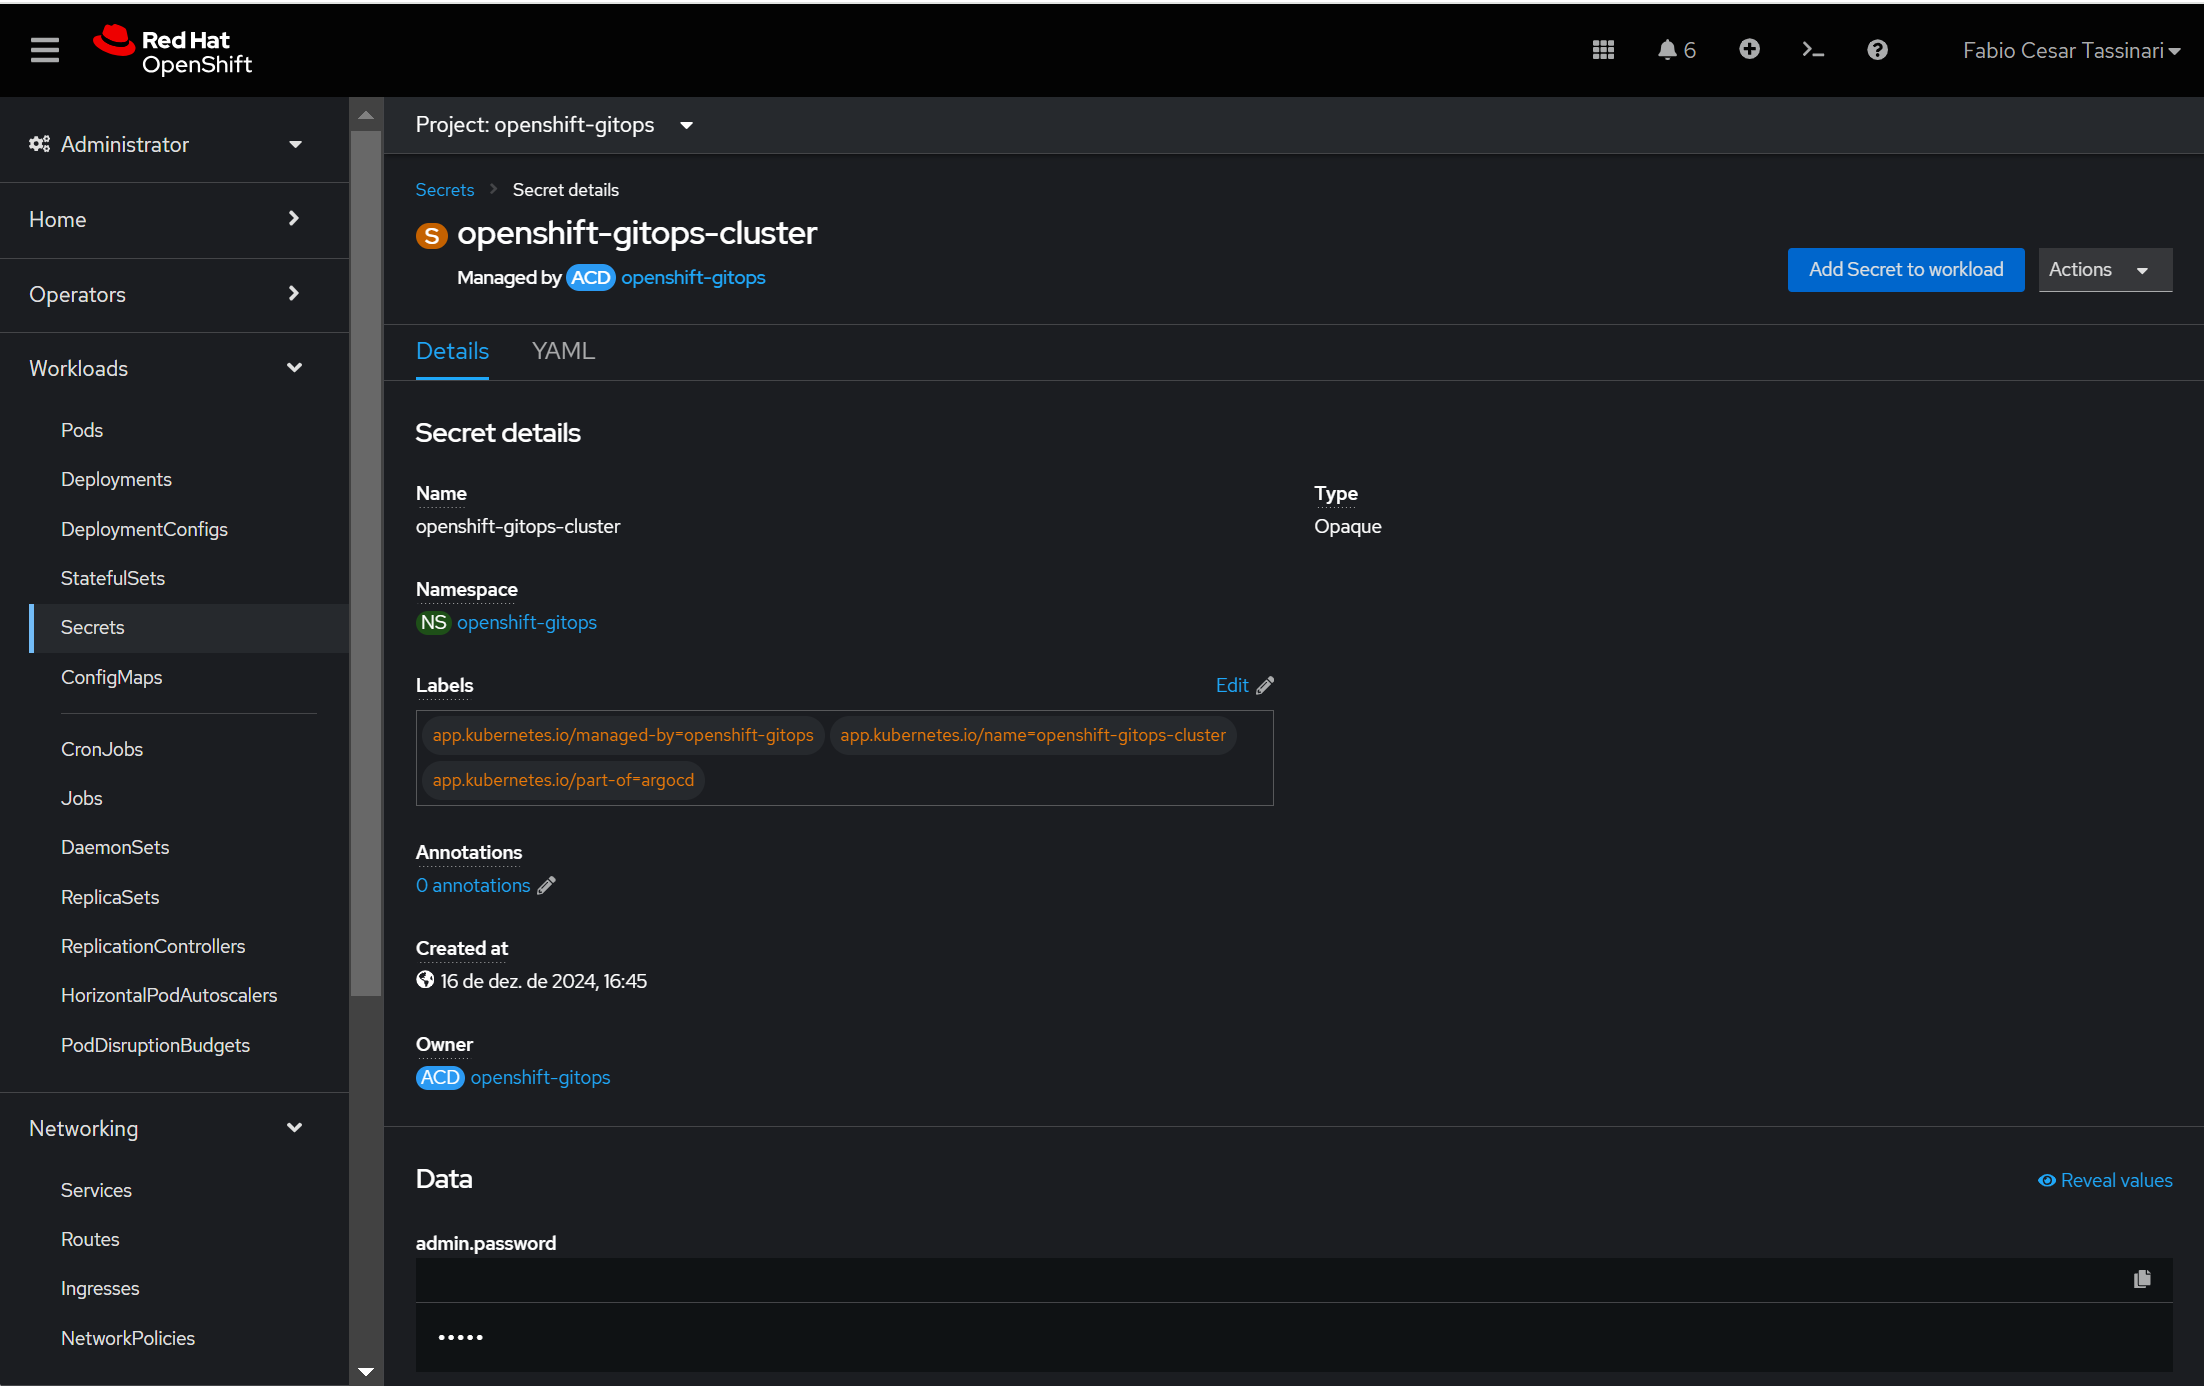 Red Hat
OpenShift
6
Fabio Cesar Tassinari
Administrator
Home
Operators
Workloads
Pods
Deployments
DeploymentConfigs
StatefulSets
Secrets
ConfigMaps
CronJobs
Jobs
DaemonSets
ReplicaSets
ReplicationControllers
HorizontalPodAutoscalers
PodDisruptionBudgets
Networking
Services
Routes
Ingresses
NetworkPolicies
Project: openshift-gitops
Secrets > Secret details
S openshift-gitops-cluster
Managed by ACD openshift-gitops
Add Secret to workload
Actions
Details YAML
Secret details
Name
openshift-gitops-cluster
Type
Opaque
Namespace
NS openshift-gitops
Labels
Edit
app.kubernetes.io/managed-by=openshift-gitops app.kubernetes.io/name=openshift-gitops-cluster
app.kubernetes.io/part-of=argocd
Annotations
0 annotations
Created at
16 de dez. de 2024, 16:45
Owner
ACD openshift-gitops
Data
Reveal values
admin.password
•••••